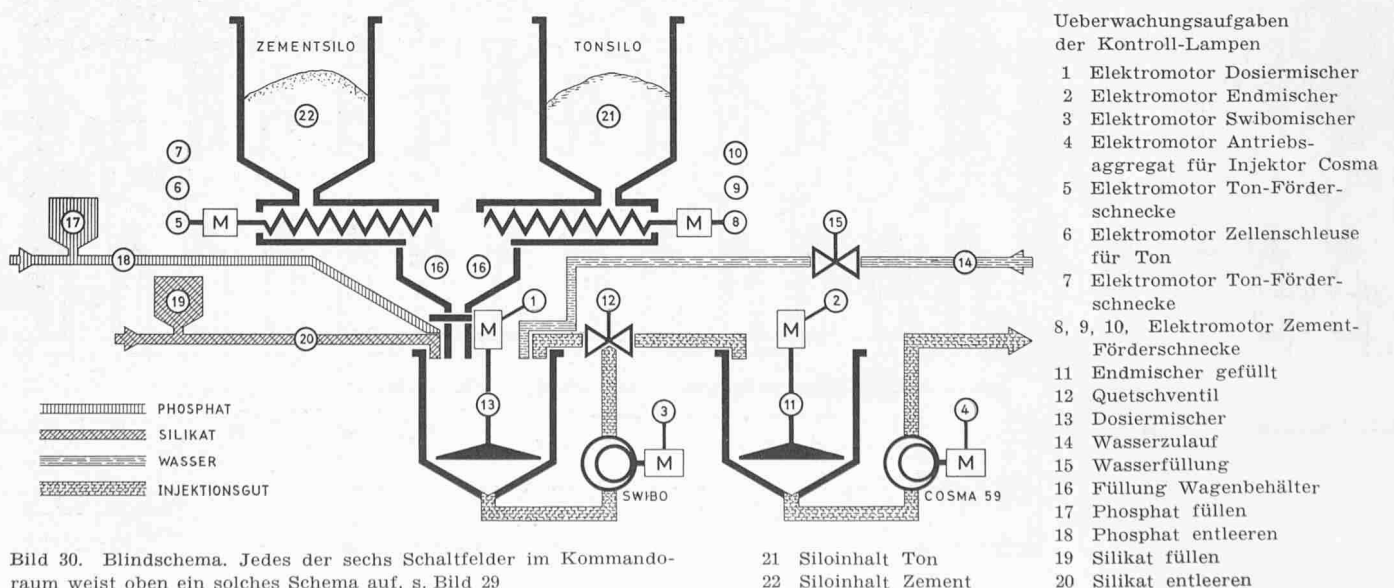 ZEMENTSILO
TONSILO
22
21
7
10
6
9
5 M
M 8
17
15
18
16
16
14
19
1
12
2
M
M
20
PHOSPHAT
SILIKAT
WASSER
INJEKTIONSGUT
13
3
11
4
M
M
SWIBO
COSMA 59
Bild 30. Blindschema. Jedes der sechs Schaltfelder im Kommando-
raum weist oben ein solches Schema auf, s. Bild 29
Ueberwachungsaufgaben
der Kontroll-Lampen
1 Elektromotor Dosiermischer
2 Elektromotor Endmischer
3 Elektromotor Swibomischer
4 Elektromotor Antriebs-
aggregat für Injektor Cosma
5 Elektromotor Ton-Förder-
schnecke
6 Elektromotor Zellenschleuse
für Ton
7 Elektromotor Ton-Förder-
schnecke
8, 9, 10, Elektromotor Zement-
Förderschnecke
11 Endmischer gefüllt
12 Quetschventil
13 Dosiermischer
14 Wasserzulauf
15 Wasserfüllung
16 Füllung Wagenbehälter
17 Phosphat füllen
18 Phosphat entleeren
19 Silikat füllen
20 Silikat entleeren
21 Siloinhalt Ton
22 Siloinhalt Zement